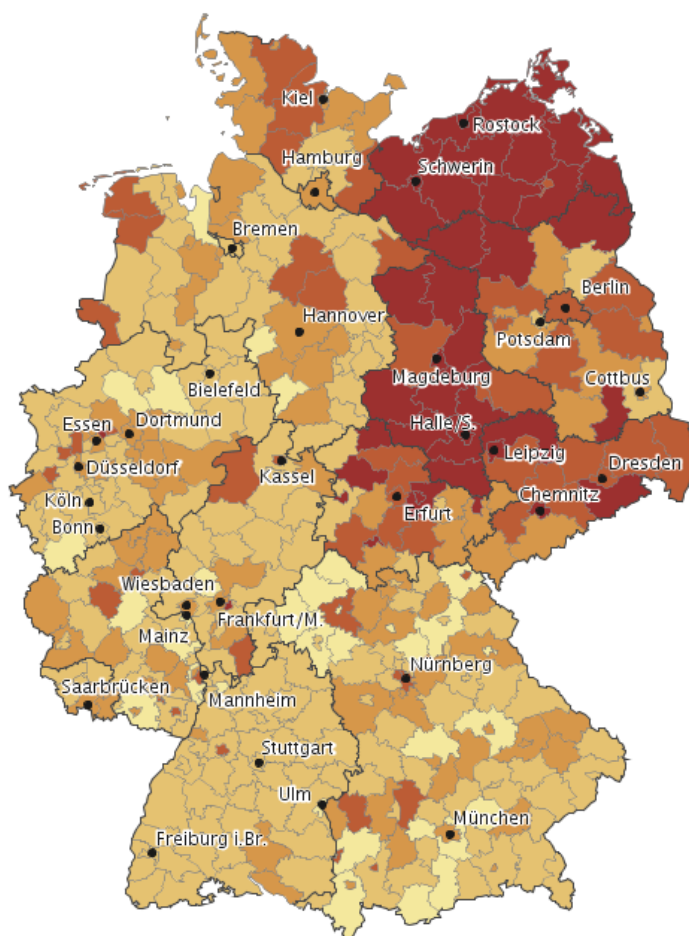 Kiel
Rostock
Hamburg
Schwerin
Bremen
Berlin
Hannover
Potsdam
Magdeburg
Bielefeld
Cottbus
Essen
Dortmund
Halle/S.
Leipzig
Düsseldorf
Kassel
Dresden
Köln
Erfurt
Chemnitz
Bonn
Wiesbaden
Frankfurt/M.
Mainz
Nürnberg
Saarbrücken
Mannheim
Stuttgart
Ulm
München
Freiburg i.Br.